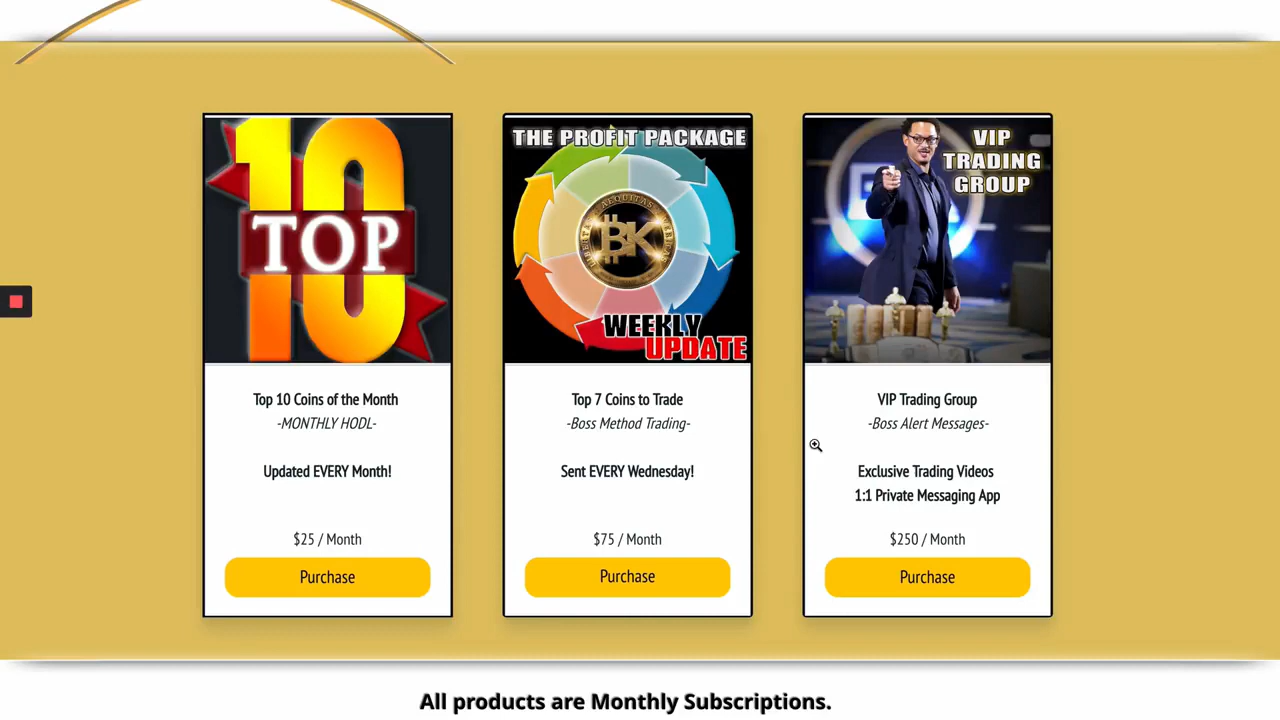 TOP
10
Top 10 Coins of the Month
-MONTHLY HODL-
Updated EVERY Month!
$25 / Month
Purchase
THE PROFIT PACKAGE
AEQUITAS
BK
WEEKLY
UPDATE
Top 7 Coins to Trade
-Boss Method Trading-
Sent EVERY Wednesday!
$75 / Month
Purchase
VIP
TRADING
GROUP
VIP Trading Group
-Boss Alert Messages-
Exclusive Trading Videos
1:1 Private Messaging App
$250 / Month
Purchase
All products are Monthly Subscriptions.